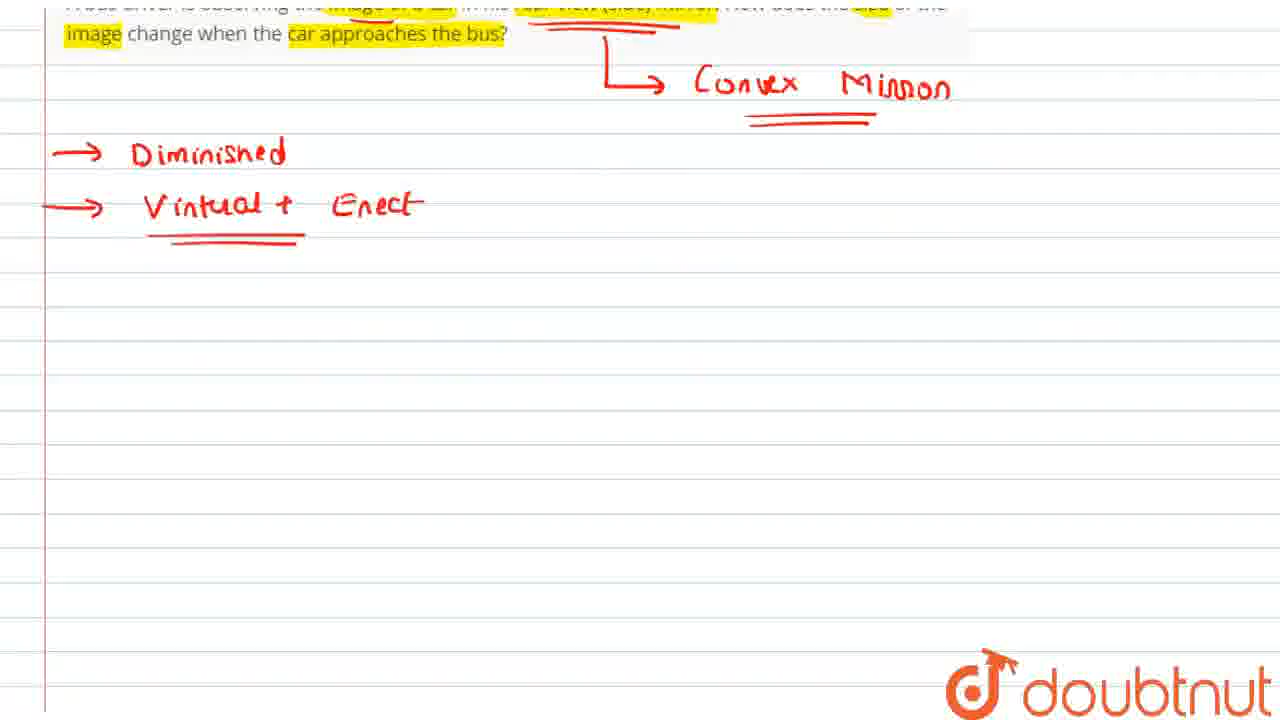 image change when the car approaches the bus?
Convex Mirror
→ Diminished
→ Virtual + Erect
doubtnut